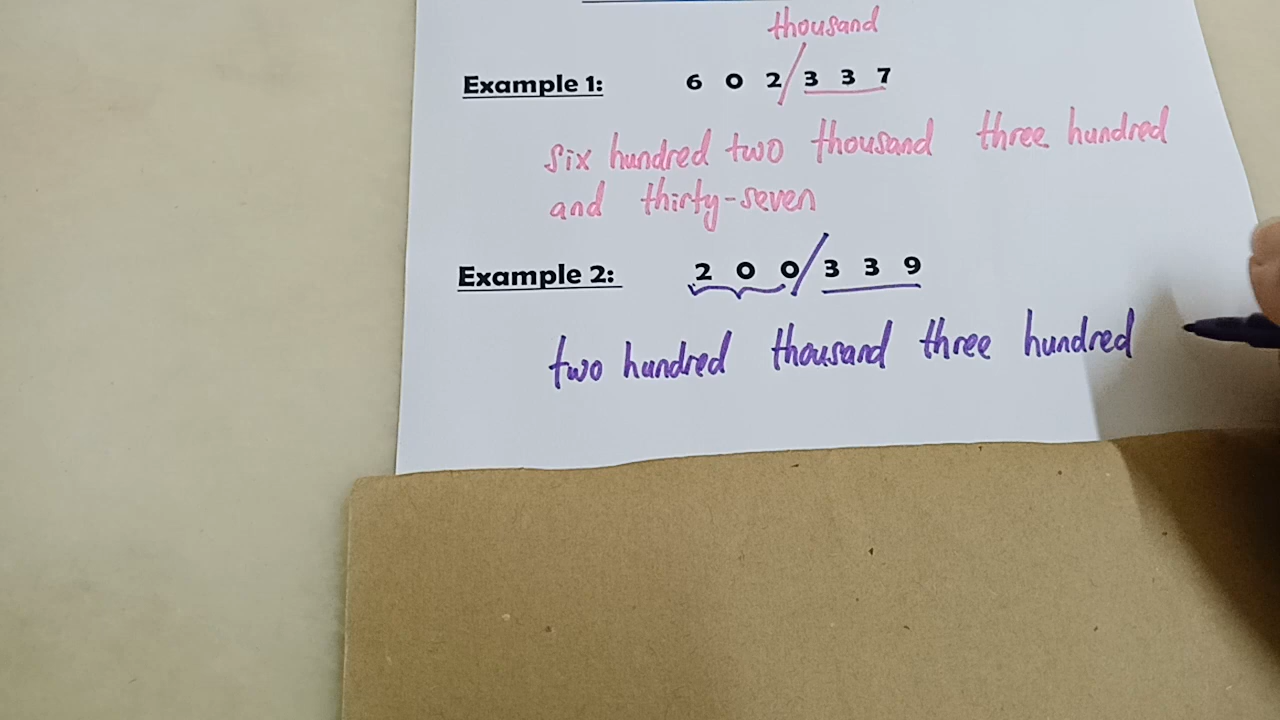 thousand
Example 1: 6 0 2/3 3 7
six hundred two thousand three hundred
and thirty-seven
Example 2: 2 0 0/3 3 9
two hundred thousand three hundred